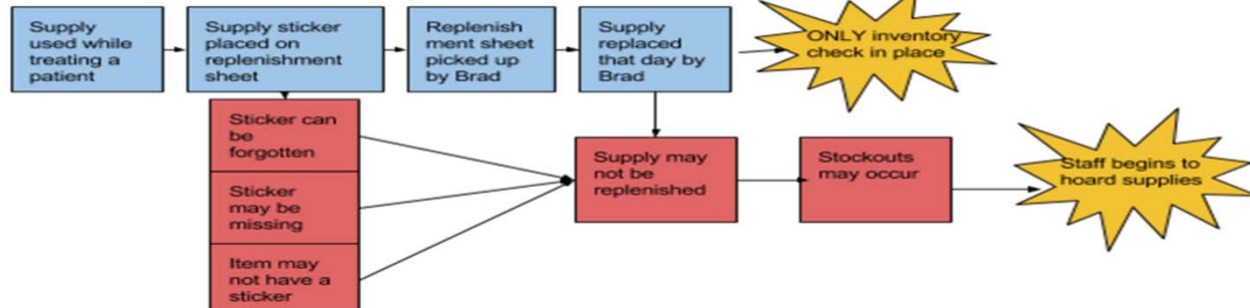 Supply
used while
treating a
patient
Supply sticker
placed on
replenishment
sheet
Replenish
ment sheet
picked up
by Brad
Supply
replaced
that day by
Brad
ONLY inventory
check in place
Sticker can
be
forgotten
Sticker
may be
missing
Item may
not have a
sticker
Supply may
not be
replenished
Stockouts
may occur
Staff begins to
hoard supplies